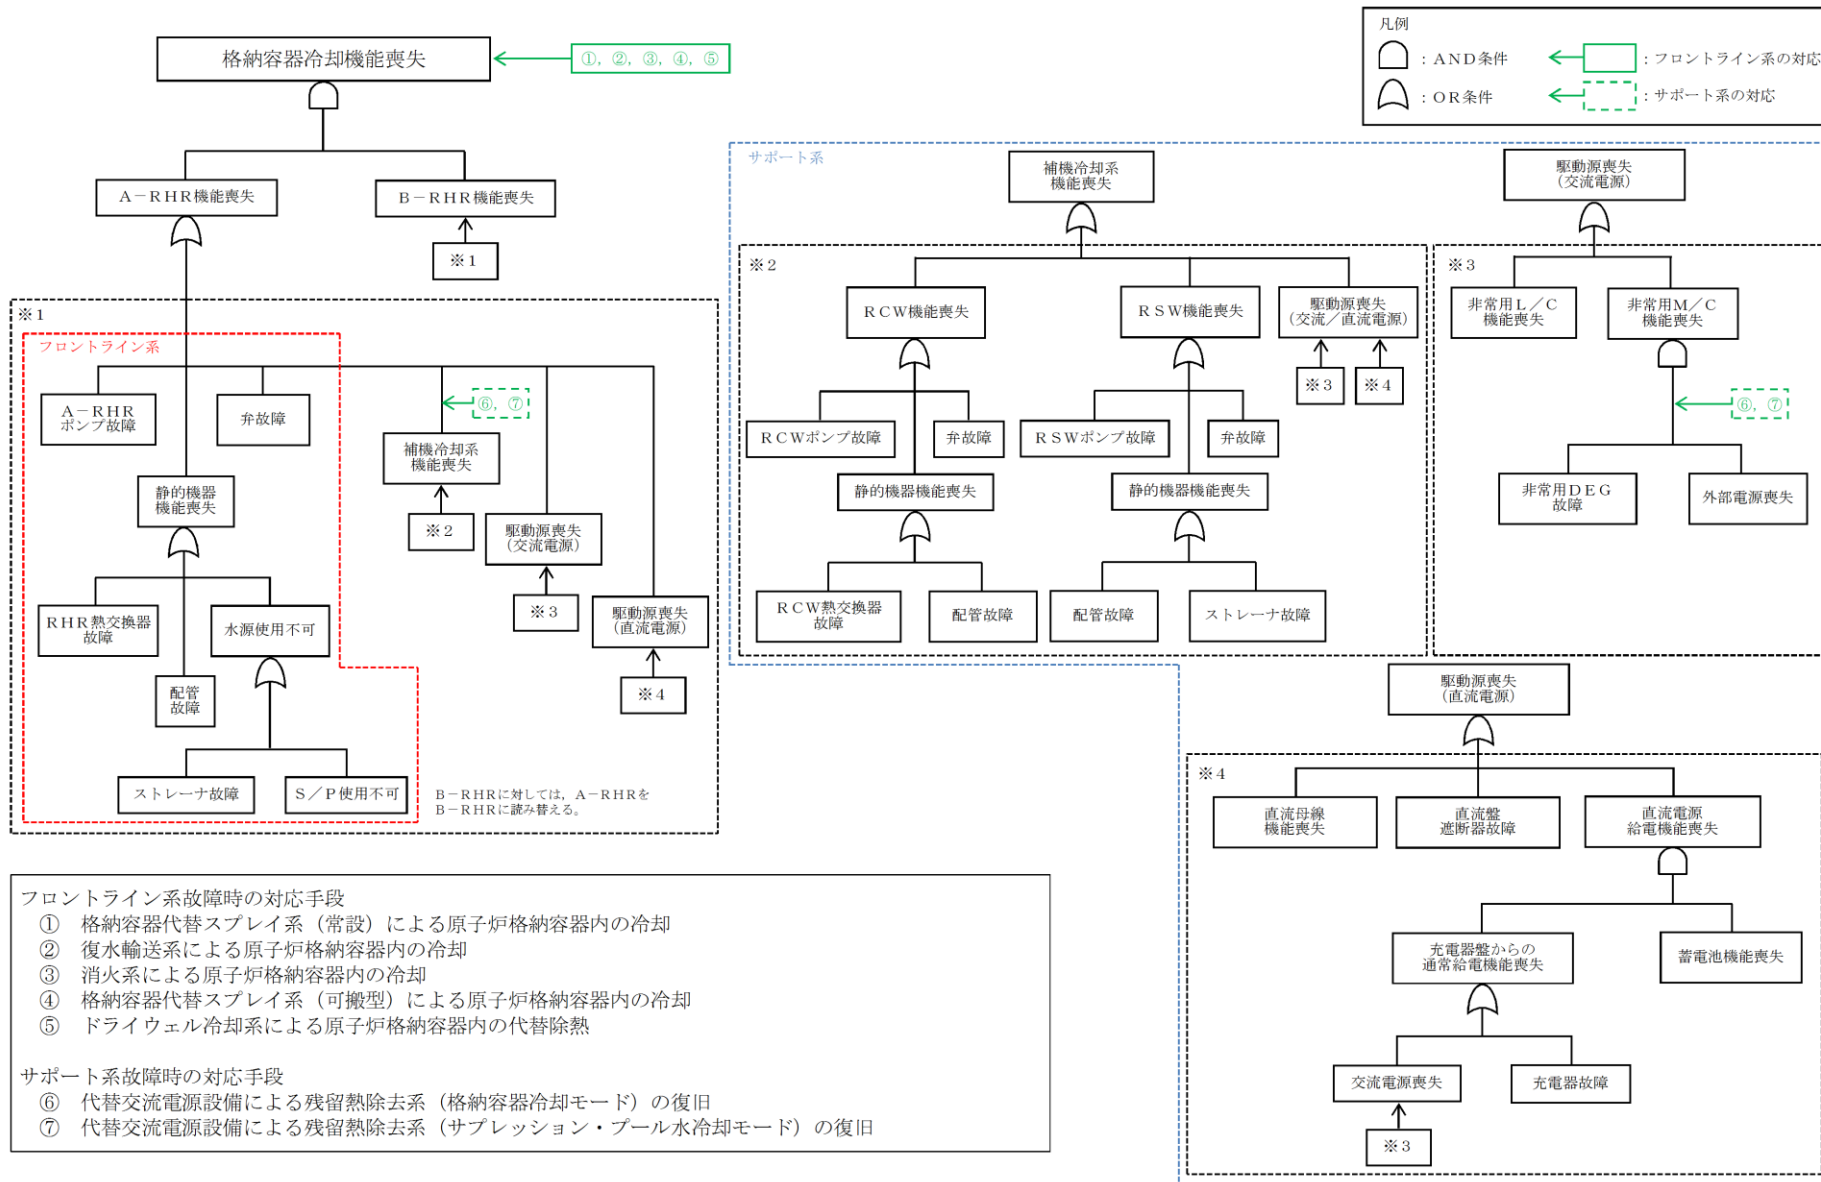 格納容器冷却機能喪失
①，②，③，④，⑤
凡例
：ＡＮＤ条件
：フロントライン系の対応
：ＯＲ条件
：サポート系の対応
Ａ－ＲＨＲ機能喪失
Ｂ－ＲＨＲ機能喪失
※１
※１
フロントライン系
Ａ－ＲＨＲ
ポンプ故障
弁故障
静的機器
機能喪失
ＲＨＲ熱交換器
故障
水源使用不可
配管
故障
ストレーナ故障
Ｓ／Ｐ使用不可
⑥，⑦
補機冷却系
機能喪失
※２
駆動源喪失
（交流電源）
※３
駆動源喪失
（直流電源）
※４
Ｂ－ＲＨＲに対しては，Ａ－ＲＨＲを
Ｂ－ＲＨＲに読み替える。
サポート系
補機冷却系
機能喪失
※２
ＲＣＷ機能喪失
ＲＳＷ機能喪失
駆動源喪失
（交流／直流電源）
※３
※４
ＲＣＷポンプ故障
弁故障
ＲＳＷポンプ故障
弁故障
静的機器機能喪失
静的機器機能喪失
ＲＣＷ熱交換器
故障
配管故障
配管故障
ストレーナ故障
駆動源喪失
（交流電源）
※３
非常用Ｌ／Ｃ
機能喪失
非常用Ｍ／Ｃ
機能喪失
⑥，⑦
非常用ＤＥＧ
故障
外部電源喪失
駆動源喪失
（直流電源）
※４
直流母線
機能喪失
直流盤
遮断器故障
直流電源
給電機能喪失
充電器盤からの
通常給電機能喪失
蓄電池機能喪失
交流電源喪失
充電器故障
※３
フロントライン系故障時の対応手段
①　格納容器代替スプレイ系（常設）による原子炉格納容器内の冷却
②　復水輸送系による原子炉格納容器内の冷却
③　消火系による原子炉格納容器内の冷却
④　格納容器代替スプレイ系（可搬型）による原子炉格納容器内の冷却
⑤　ドライウェル冷却系による原子炉格納容器内の代替除熱
サポート系故障時の対応手段
⑥　代替交流電源設備による残留熱除去系（格納容器冷却モード）の復旧
⑦　代替交流電源設備による残留熱除去系（サプレッション・プール水冷却モード）の復旧